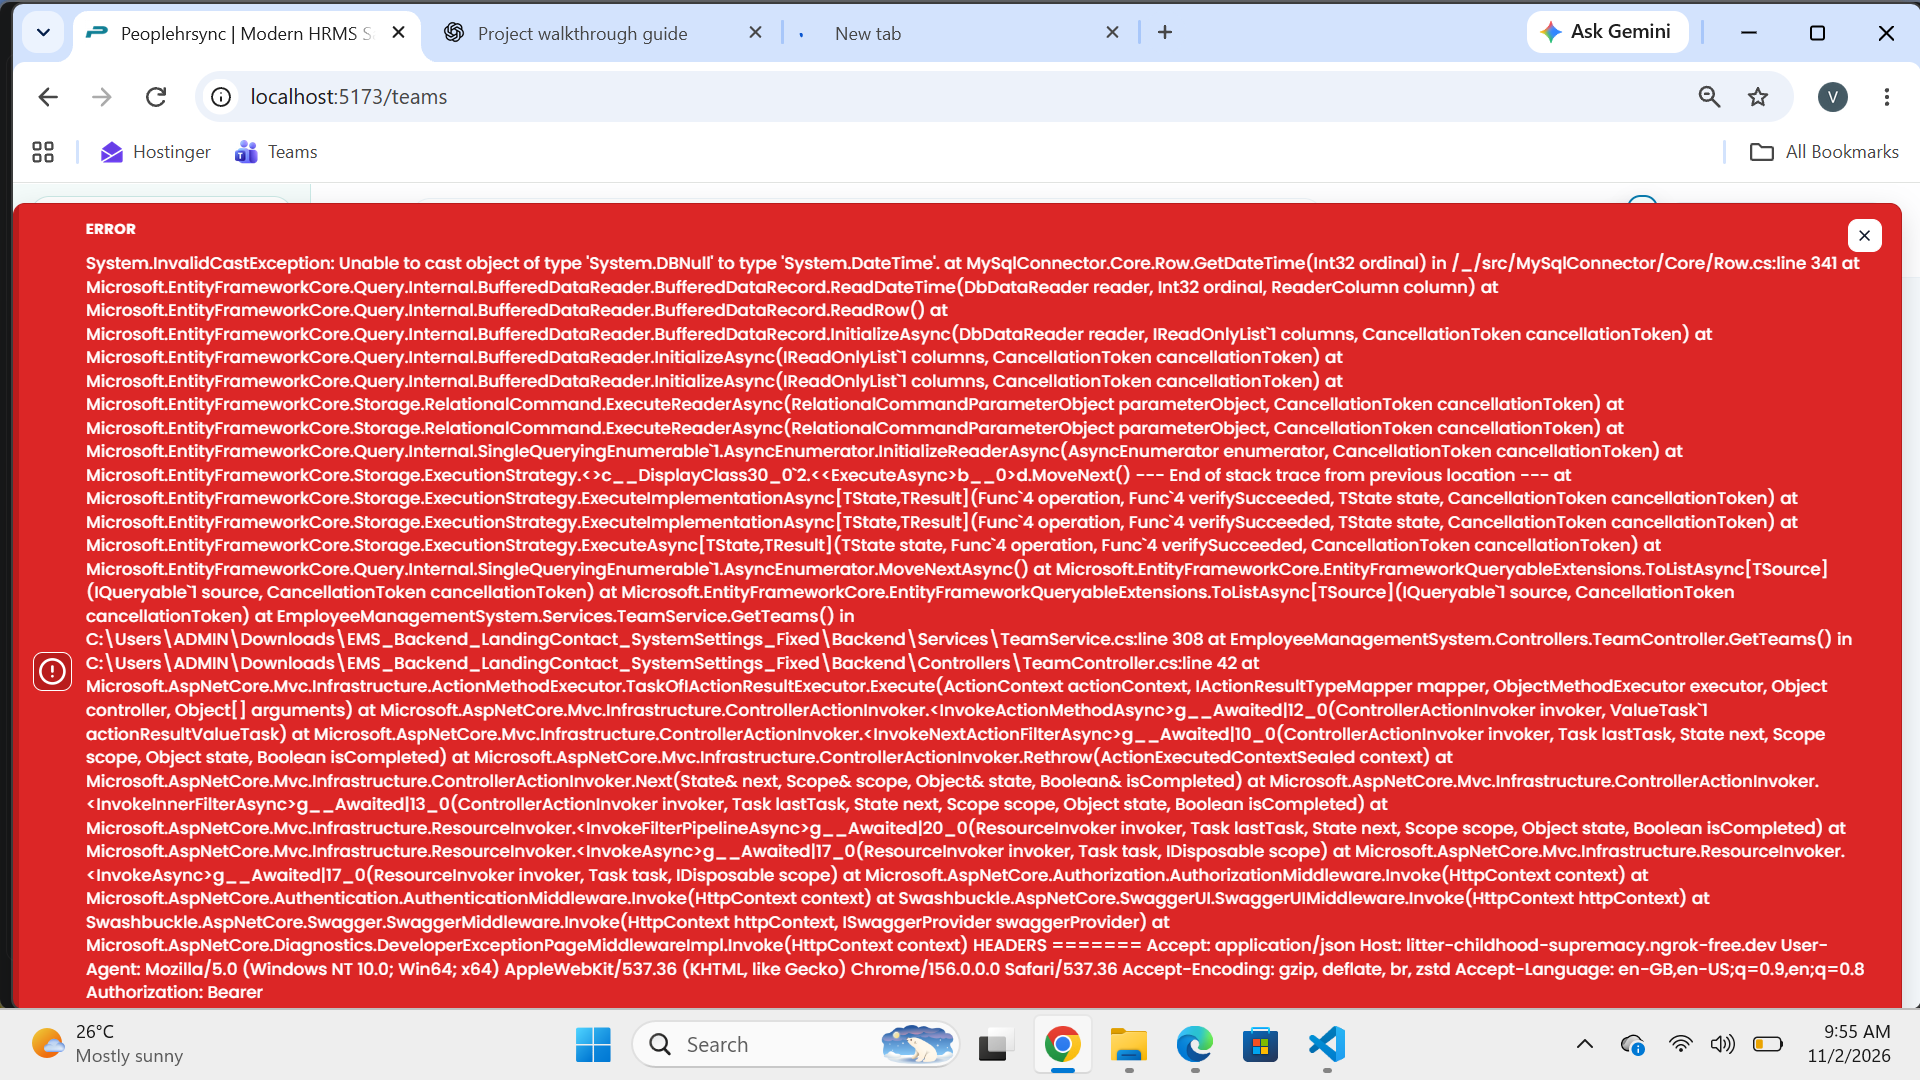 Peoplehrsync | Modern HRMS S
Project walkthrough guide
New tab
Ask Gemini
localhost:5173/teams
V
Hostinger
Teams
All Bookmarks
ERROR
System.InvalidCastException: Unable to cast object of type 'System.DBNull' to type 'System.DateTime'. at MySqlConnector.Core.Row.GetDateTime(Int32 ordinal) in /_/src/MySqlConnector/Core/Row.cs:line 341 at
Microsoft.EntityFrameworkCore.Query.Internal.BufferedDataReader.BufferedDataRecord.ReadDateTime(DbDataReader reader, Int32 ordinal, ReaderColumn column) at
Microsoft.EntityFrameworkCore.Query.Internal.BufferedDataReader.BufferedDataRecord.ReadRow() at
Microsoft.EntityFrameworkCore.Query.Internal.BufferedDataReader.BufferedDataRecord.InitializeAsync(DbDataReader reader, IReadOnlyList`1 columns, CancellationToken cancellationToken) at
Microsoft.EntityFrameworkCore.Query.Internal.BufferedDataReader.InitializeAsync(IReadOnlyList`1 columns, CancellationToken cancellationToken) at
Microsoft.EntityFrameworkCore.Query.Internal.BufferedDataReader.InitializeAsync(IReadOnlyList`1 columns, CancellationToken cancellationToken) at
Microsoft.EntityFrameworkCore.Storage.RelationalCommand.ExecuteReaderAsync(RelationalCommandParameterObject parameterObject, CancellationToken cancellationToken) at
Microsoft.EntityFrameworkCore.Storage.RelationalCommand.ExecuteReaderAsync(RelationalCommandParameterObject parameterObject, CancellationToken cancellationToken) at
Microsoft.EntityFrameworkCore.Query.Internal.SingleQueryingEnumerable`1.AsyncEnumerator.InitializeReaderAsync(AsyncEnumerator enumerator, CancellationToken cancellationToken) at
Microsoft.EntityFrameworkCore.Storage.ExecutionStrategy.<>c__DisplayClass30_0`2.<<ExecuteAsync>b__0>d.MoveNext() --- End of stack trace from previous location --- at
Microsoft.EntityFrameworkCore.Storage.ExecutionStrategy.ExecuteImplementationAsync[TState,TResult](Func`4 operation, Func`4 verifySucceeded, TState state, CancellationToken cancellationToken) at
Microsoft.EntityFrameworkCore.Storage.ExecutionStrategy.ExecuteImplementationAsync[TState,TResult](Func`4 operation, Func`4 verifySucceeded, TState state, CancellationToken cancellationToken) at
Microsoft.EntityFrameworkCore.Storage.ExecutionStrategy.ExecuteAsync[TState,TResult](TState state, Func`4 operation, Func`4 verifySucceeded, CancellationToken cancellationToken) at
Microsoft.EntityFrameworkCore.Query.Internal.SingleQueryingEnumerable`1.AsyncEnumerator.MoveNextAsync() at Microsoft.EntityFrameworkCore.EntityFrameworkQueryableExtensions.ToListAsync[TSource]
(IQueryable`1 source, CancellationToken cancellationToken) at Microsoft.EntityFrameworkCore.EntityFrameworkQueryableExtensions.ToListAsync[TSource](IQueryable`1 source, CancellationToken
cancellationToken) at EmployeeManagementSystem.Services.TeamService.GetTeams() in
C:\Users\ADMIN\Downloads\EMS_Backend_LandingContact_SystemSettings_Fixed\Backend\Services\TeamService.cs:line 308 at EmployeeManagementSystem.Controllers.TeamController.GetTeams() in
C:\Users\ADMIN\Downloads\EMS_Backend_LandingContact_SystemSettings_Fixed\Backend\Controllers\TeamController.cs:line 42 at
Microsoft.AspNetCore.Mvc.Infrastructure.ActionMethodExecutor.TaskOfIActionResultExecutor.Execute(ActionContext actionContext, IActionResultTypeMapper mapper, ObjectMethodExecutor executor, Object
controller, Object[] arguments) at Microsoft.AspNetCore.Mvc.Infrastructure.ControllerActionInvoker.<InvokeActionMethodAsync>g__Awaited|12_0(ControllerActionInvoker invoker, ValueTask`1
actionResultValueTask) at Microsoft.AspNetCore.Mvc.Infrastructure.ControllerActionInvoker.<InvokeNextActionFilterAsync>g__Awaited|10_0(ControllerActionInvoker invoker, Task lastTask, State next, Scope
scope, Object state, Boolean isCompleted) at Microsoft.AspNetCore.Mvc.Infrastructure.ControllerActionInvoker.Rethrow(ActionExecutedContextSealed context) at
Microsoft.AspNetCore.Mvc.Infrastructure.ControllerActionInvoker.Next(State& next, Scope& scope, Object& state, Boolean& isCompleted) at Microsoft.AspNetCore.Mvc.Infrastructure.ControllerActionInvoker.
<InvokeInnerFilterAsync>g__Awaited|13_0(ControllerActionInvoker invoker, Task lastTask, State next, Scope scope, Object state, Boolean isCompleted) at
Microsoft.AspNetCore.Mvc.Infrastructure.ResourceInvoker.<InvokeFilterPipelineAsync>g__Awaited|20_0(ResourceInvoker invoker, Task lastTask, State next, Scope scope, Object state, Boolean isCompleted) at
Microsoft.AspNetCore.Mvc.Infrastructure.ResourceInvoker.<InvokeAsync>g__Awaited|17_0(ResourceInvoker invoker, Task task, IDisposable scope) at Microsoft.AspNetCore.Mvc.Infrastructure.ResourceInvoker.
<InvokeAsync>g__Awaited|17_0(ResourceInvoker invoker, Task task, IDisposable scope) at Microsoft.AspNetCore.Authorization.AuthorizationMiddleware.Invoke(HttpContext context) at
Microsoft.AspNetCore.Authentication.AuthenticationMiddleware.Invoke(HttpContext context) at Swashbuckle.AspNetCore.SwaggerUI.SwaggerUIMiddleware.Invoke(HttpContext httpContext) at
Swashbuckle.AspNetCore.Swagger.SwaggerMiddleware.Invoke(HttpContext httpContext, ISwaggerProvider swaggerProvider) at
Microsoft.AspNetCore.Diagnostics.DeveloperExceptionPageMiddlewareImpl.Invoke(HttpContext context) HEADERS ======= Accept: application/json Host: litter-childhood-supremacy.ngrok-free.dev User-
Agent: Mozilla/5.0 (Windows NT 10.0; Win64; x64) AppleWebKit/537.36 (KHTML, like Gecko) Chrome/156.0.0.0 Safari/537.36 Accept-Encoding: gzip, deflate, br, zstd Accept-Language: en-GB,en-US;q=0.9,en;q=0.8
Authorization: Bearer
26°C
Mostly sunny
Search
9:55 AM
11/2/2026